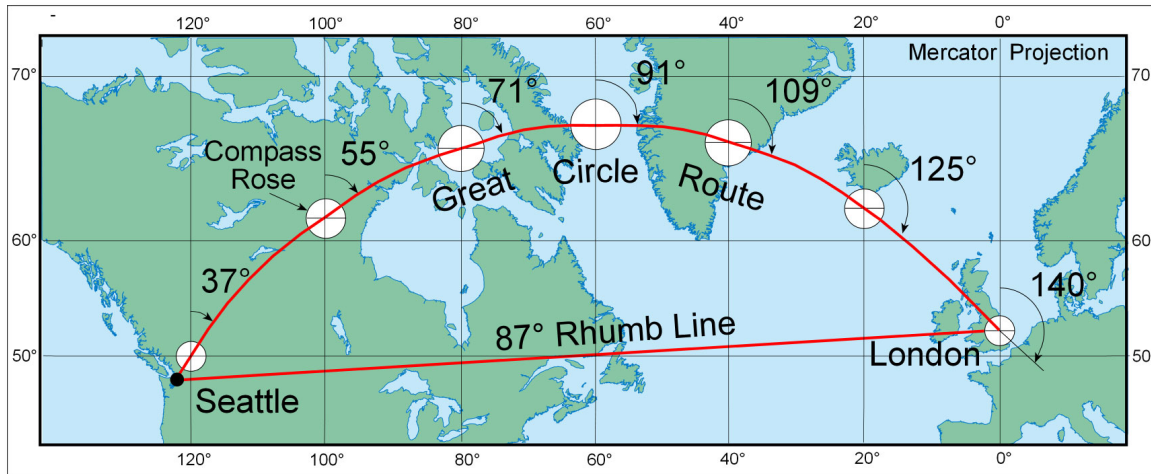 -
120° 100° 80° 60° 40° 20° 0° 0°
Mercator Projection
70° 70
71° 91° 109°
Compass
Rose
55° 125°
Great Circle Route
60° 60
37° 140°
87° Rhumb Line
50° 50
London
Seattle
120° 100° 80° 60° 40° 20° 0° 0°